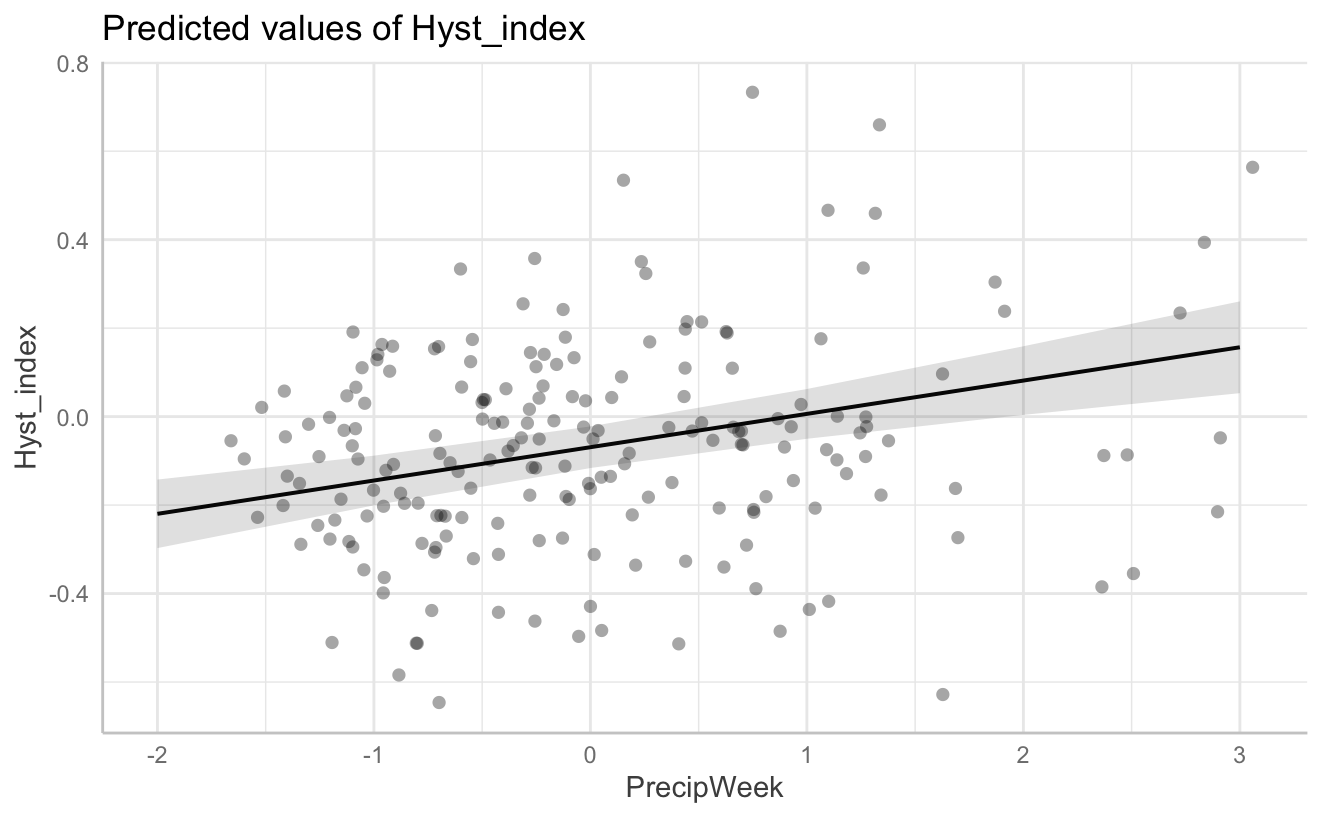 Predicted values of Hyst_index
0.8
0.4
0.0
-0.4
Hyst_index
-2 -1 0 1 2 3
PrecipWeek